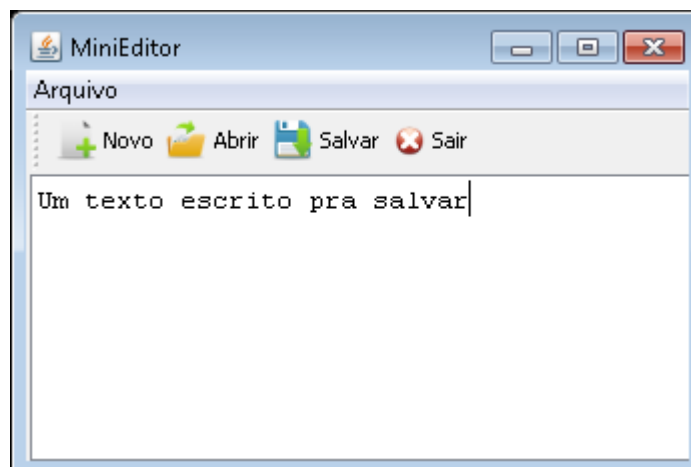 MiniEditor
Arquivo
Novo Abrir Salvar Sair
Um texto escrito pra salvar